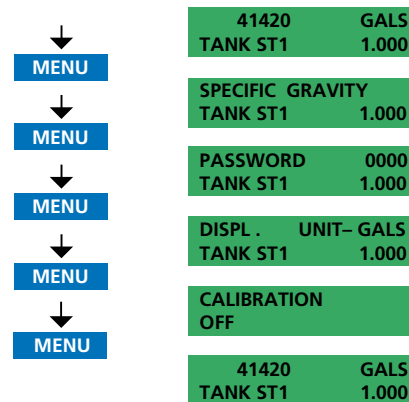 41420 GALS
TANK ST1 1.000
MENU
SPECIFIC GRAVITY
TANK ST1 1.000
MENU
PASSWORD 0000
TANK ST1 1.000
MENU
DISPL . UNIT– GALS
TANK ST1 1.000
MENU
CALIBRATION
OFF
MENU
41420 GALS
TANK ST1 1.000